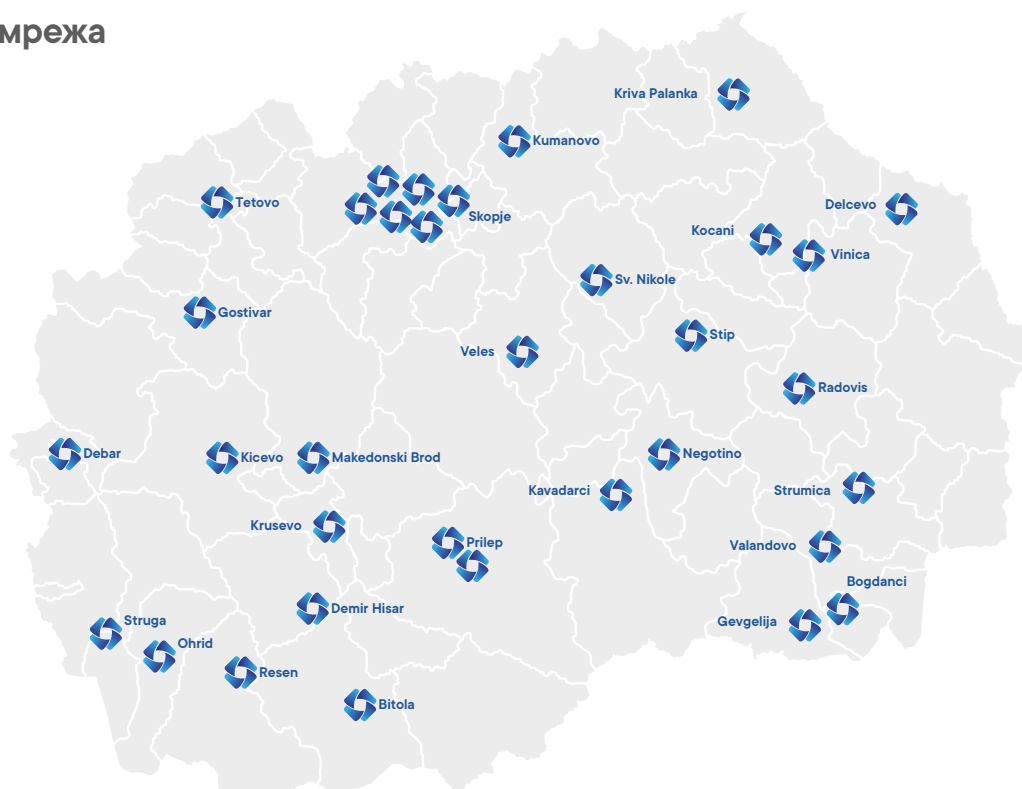 мрежа
Kriva Palanka
Kumanovo
Tetovo
Skopje
Delcevo
Kocani
Vinica
Sv. Nikole
Gostivar
Stip
Veles
Radovis
Debar
Kicevo
Makedonski Brod
Negotino
Kavadarci
Strumica
Krusevo
Prilep
Valandovo
Bogdanci
Demir Hisar
Struga
Gevgelija
Ohrid
Resen
Bitola